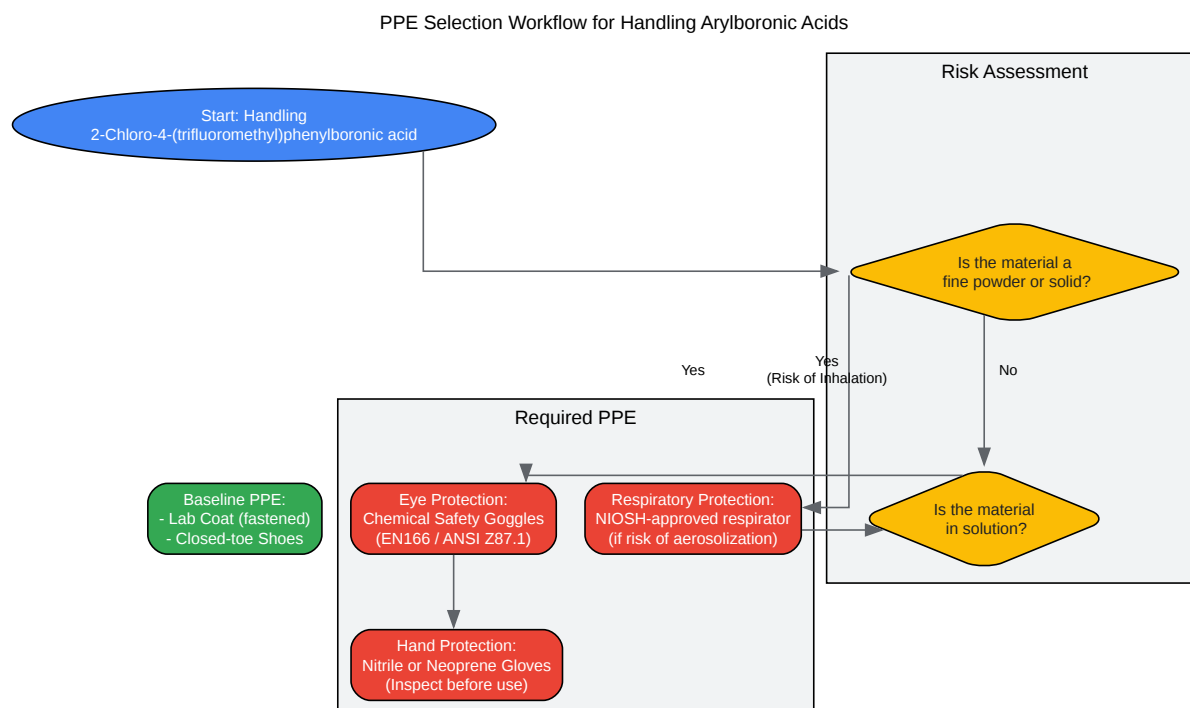 PPE Selection Workflow for Handling Arylboronic Acids
Risk Assessment
Start: Handling
2-Chloro-4-(trifluoromethyl)phenylboronic acid
Is the material a
fine powder or solid?
Yes
Yes
(Risk of Inhalation)
No
Required PPE
Baseline PPE:
- Lab Coat (fastened)
- Closed-toe Shoes
Eye Protection:
Chemical Safety Goggles
(EN166 / ANSI Z87.1)
Respiratory Protection:
NIOSH-approved respirator
(if risk of aerosolization)
Is the material
in solution?
Hand Protection:
Nitrile or Neoprene Gloves
(Inspect before use)